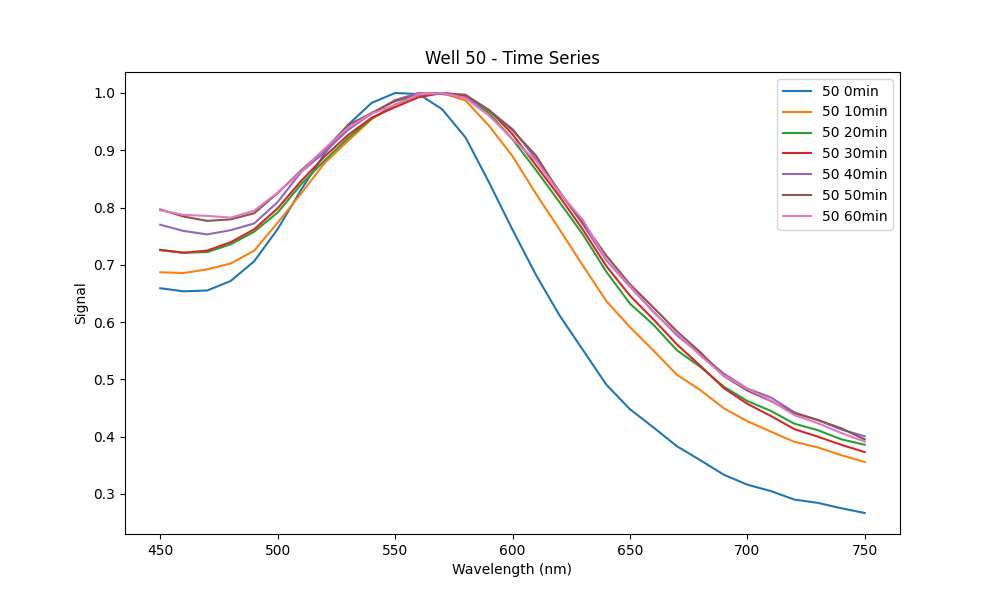 Well 50 - Time Series
Signal
1.0
0.9
0.8
0.7
0.6
0.5
0.4
0.3
50 0min
50 10min
50 20min
50 30min
50 40min
50 50min
50 60min
450 500 550 600 650 700 750
Wavelength (nm)